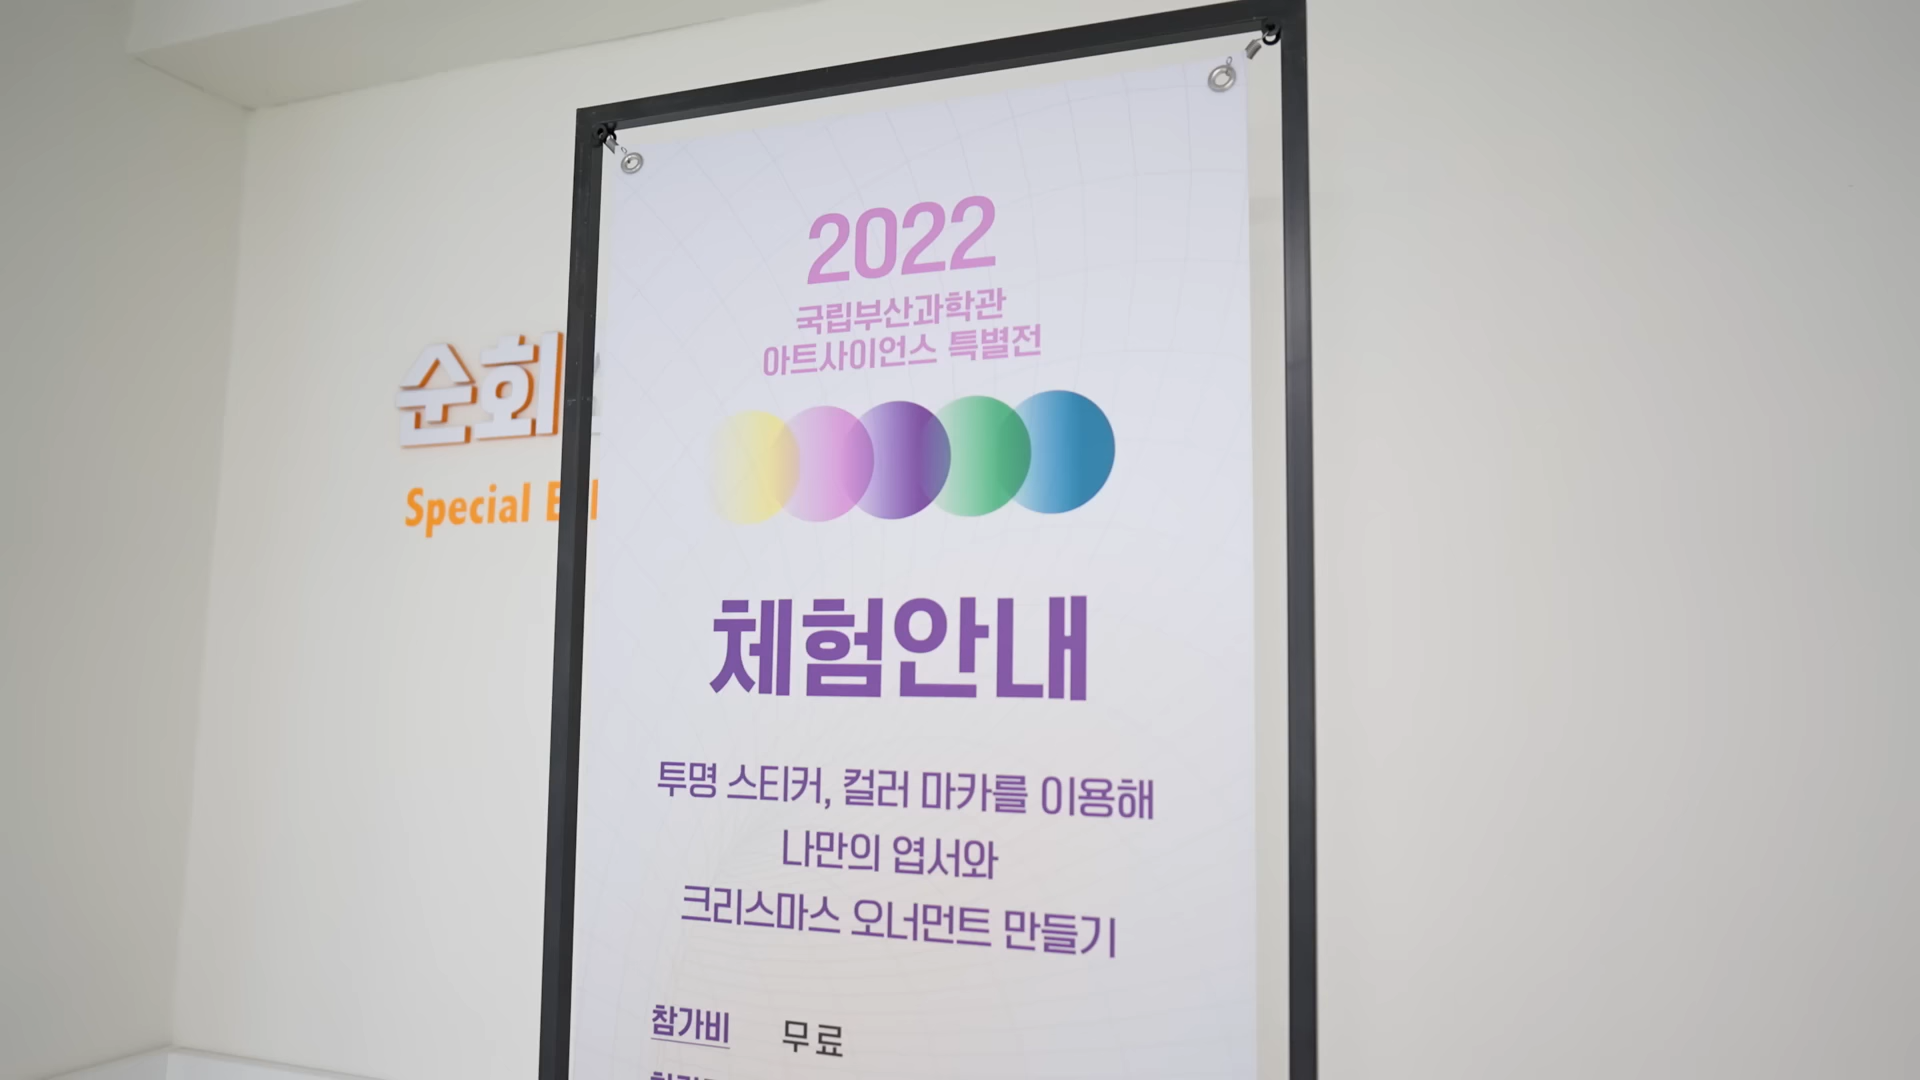 순회
Special
2022
국립부산과학관
아트사이언스 특별전
체험안내
투명 스티커, 컬러 마카를 이용해
나만의 엽서와
크리스마스 오너먼트 만들기
참가비 무료